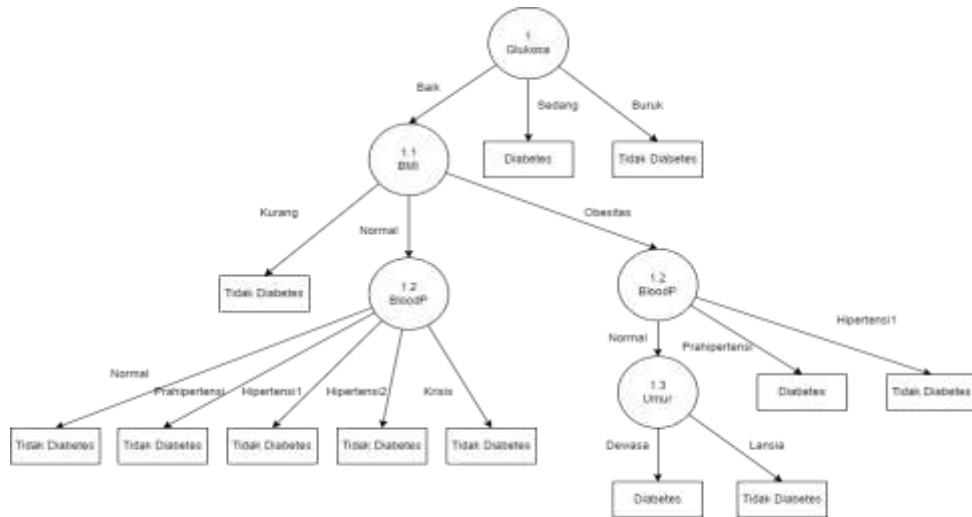 1
Glukosa
Baik
Sedang
Buruk
1.1
BMI
Diabetes
Tidak Diabetes
Kurang
Normal
Obesitas
Tidak Diabetes
1.2
BloodP
1.2
BloodP
Normal
Prahipertensi
Hipertensi1
Hipertensi2
Krisis
Normal
Prahipertensi
Hipertensi1
1.3
Umur
Diabetes
Tidak Diabetes
Tidak Diabetes
Tidak Diabetes
Tidak Diabetes
Tidak Diabetes
Tidak Diabetes
Dewasa
Lansia
Diabetes
Tidak Diabetes